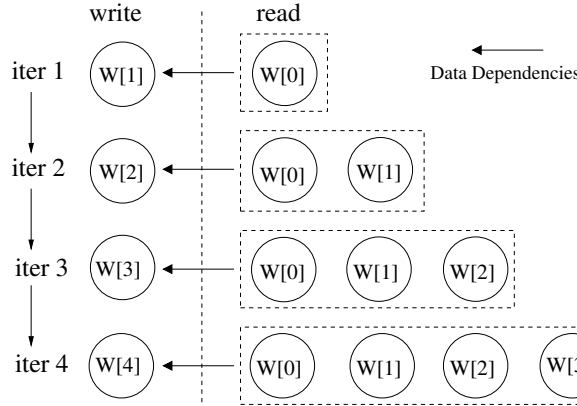 write read
iter 1 W[1] W[0]
Data Dependencies
iter 2 W[2] W[0] W[1]
iter 3 W[3] W[0] W[1] W[2]
iter 4 W[4] W[0] W[1] W[2]